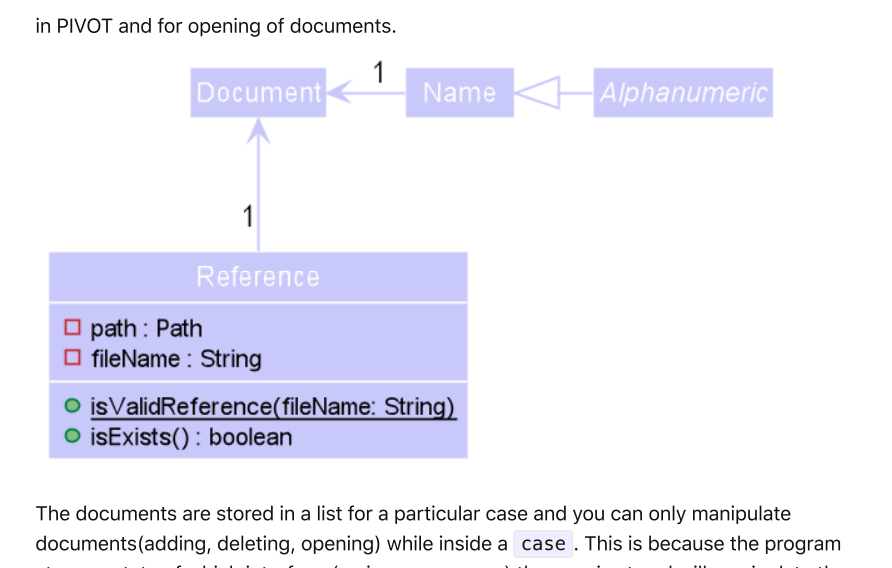 in PIVOT and for opening of documents.
1
Document
Name
Alphanumeric
1
Reference
path : Path
fileName : String
isValidReference(fileName: String)
isExists() : boolean
The documents are stored in a list for a particular case and you can only manipulate
documents(adding, deleting, opening) while inside a case . This is because the program